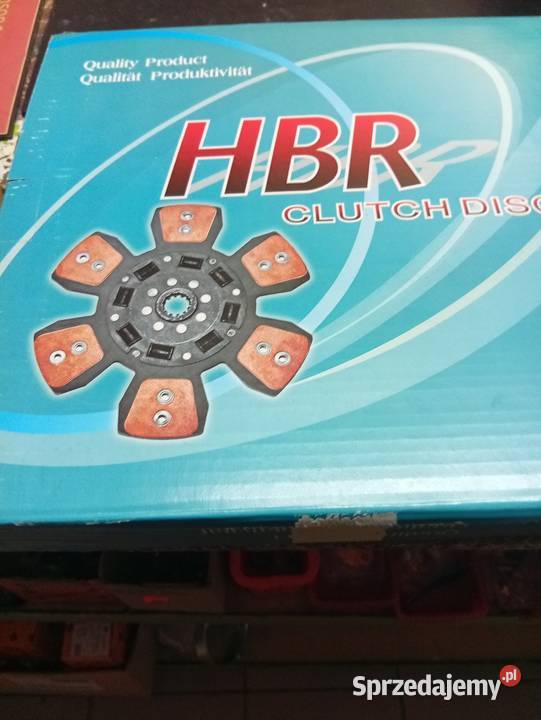 Quality Product
Qualität Produktivität
HBR
CLUTCH DISC
Sprzedajemy.pl